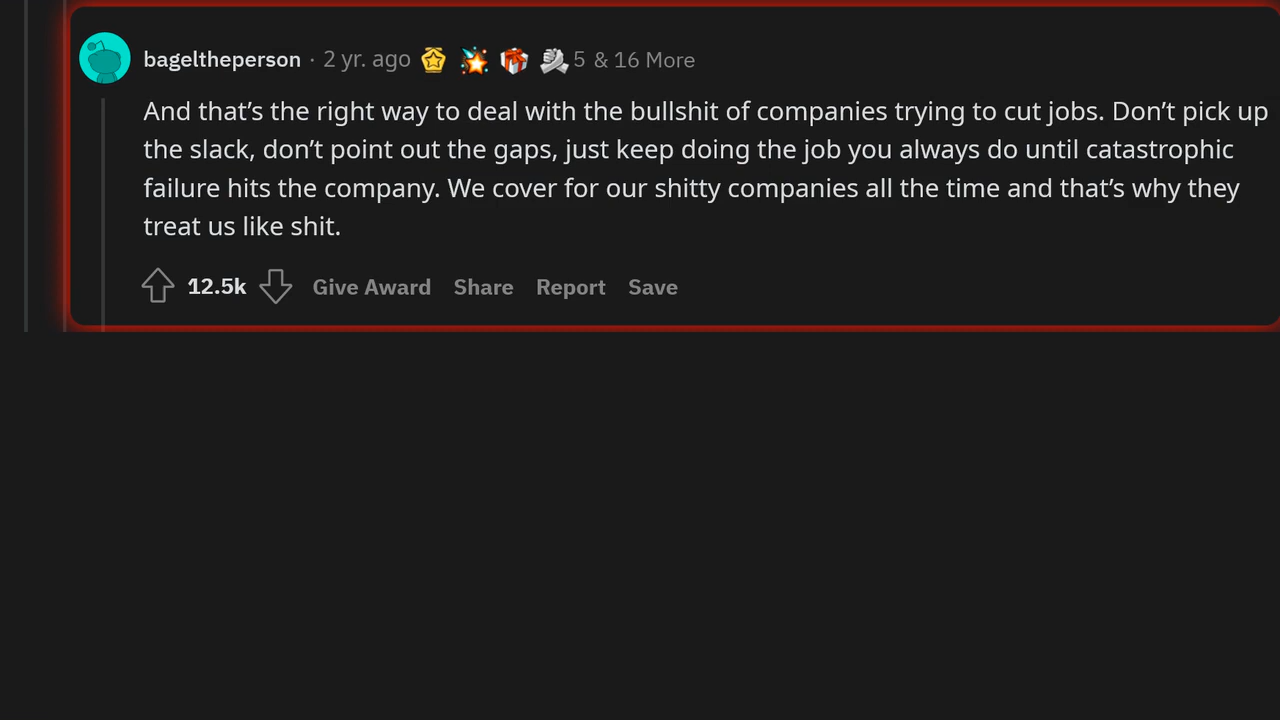 bageltheperson · 2 yr. ago 5 & 16 More
And that's the right way to deal with the bullshit of companies trying to cut jobs. Don't pick up
the slack, don't point out the gaps, just keep doing the job you always do until catastrophic
failure hits the company. We cover for our shitty companies all the time and that's why they
treat us like shit.
12.5k Give Award Share Report Save